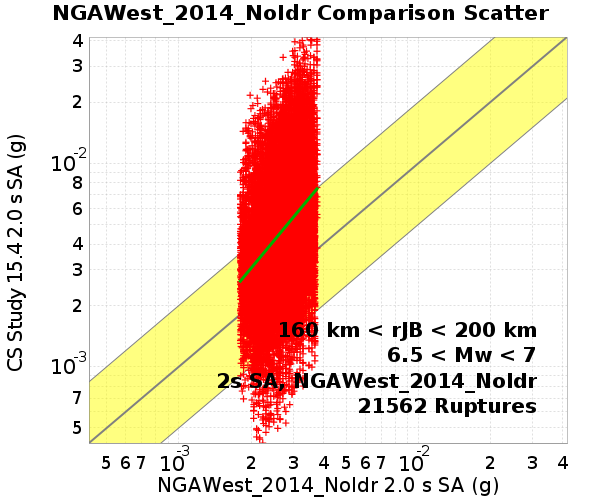 NGAWest_2014_NoIdr Comparison Scatter
CS Study 15.4 2.0 s SA (g)
4
3
2
10-2
8
6
4
3
2
10-3
7
5
160 km < rJB < 200 km
6.5 < Mw < 7
2s SA, NGAWest_2014_NoIdr
21562 Ruptures
5 6 7 10-3 2 3 4 5 6 7 10-2 2 3 4
NGAWest_2014_NoIdr 2.0 s SA (g)